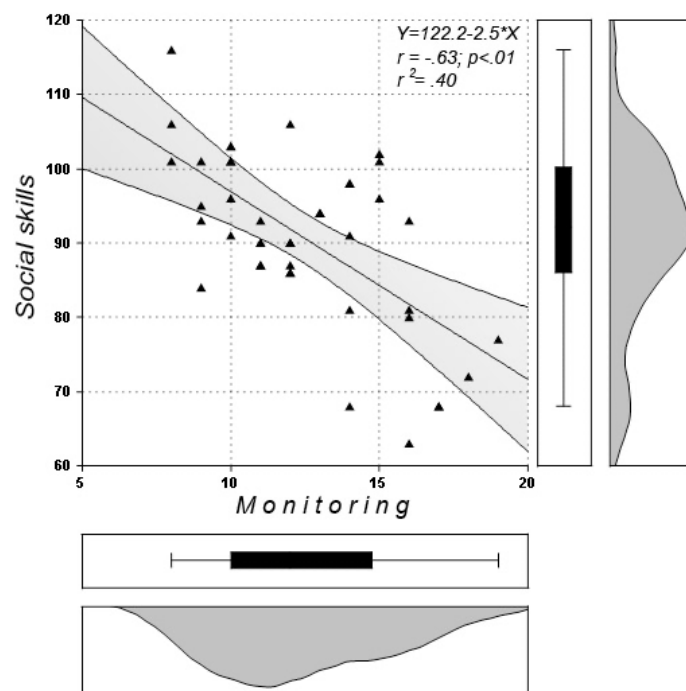 Y=122.2-2.5*X
r = -.63; p<.01
r²= .40
120
110
100
90
80
70
60
Social skills
5
10
15
20
Monitoring